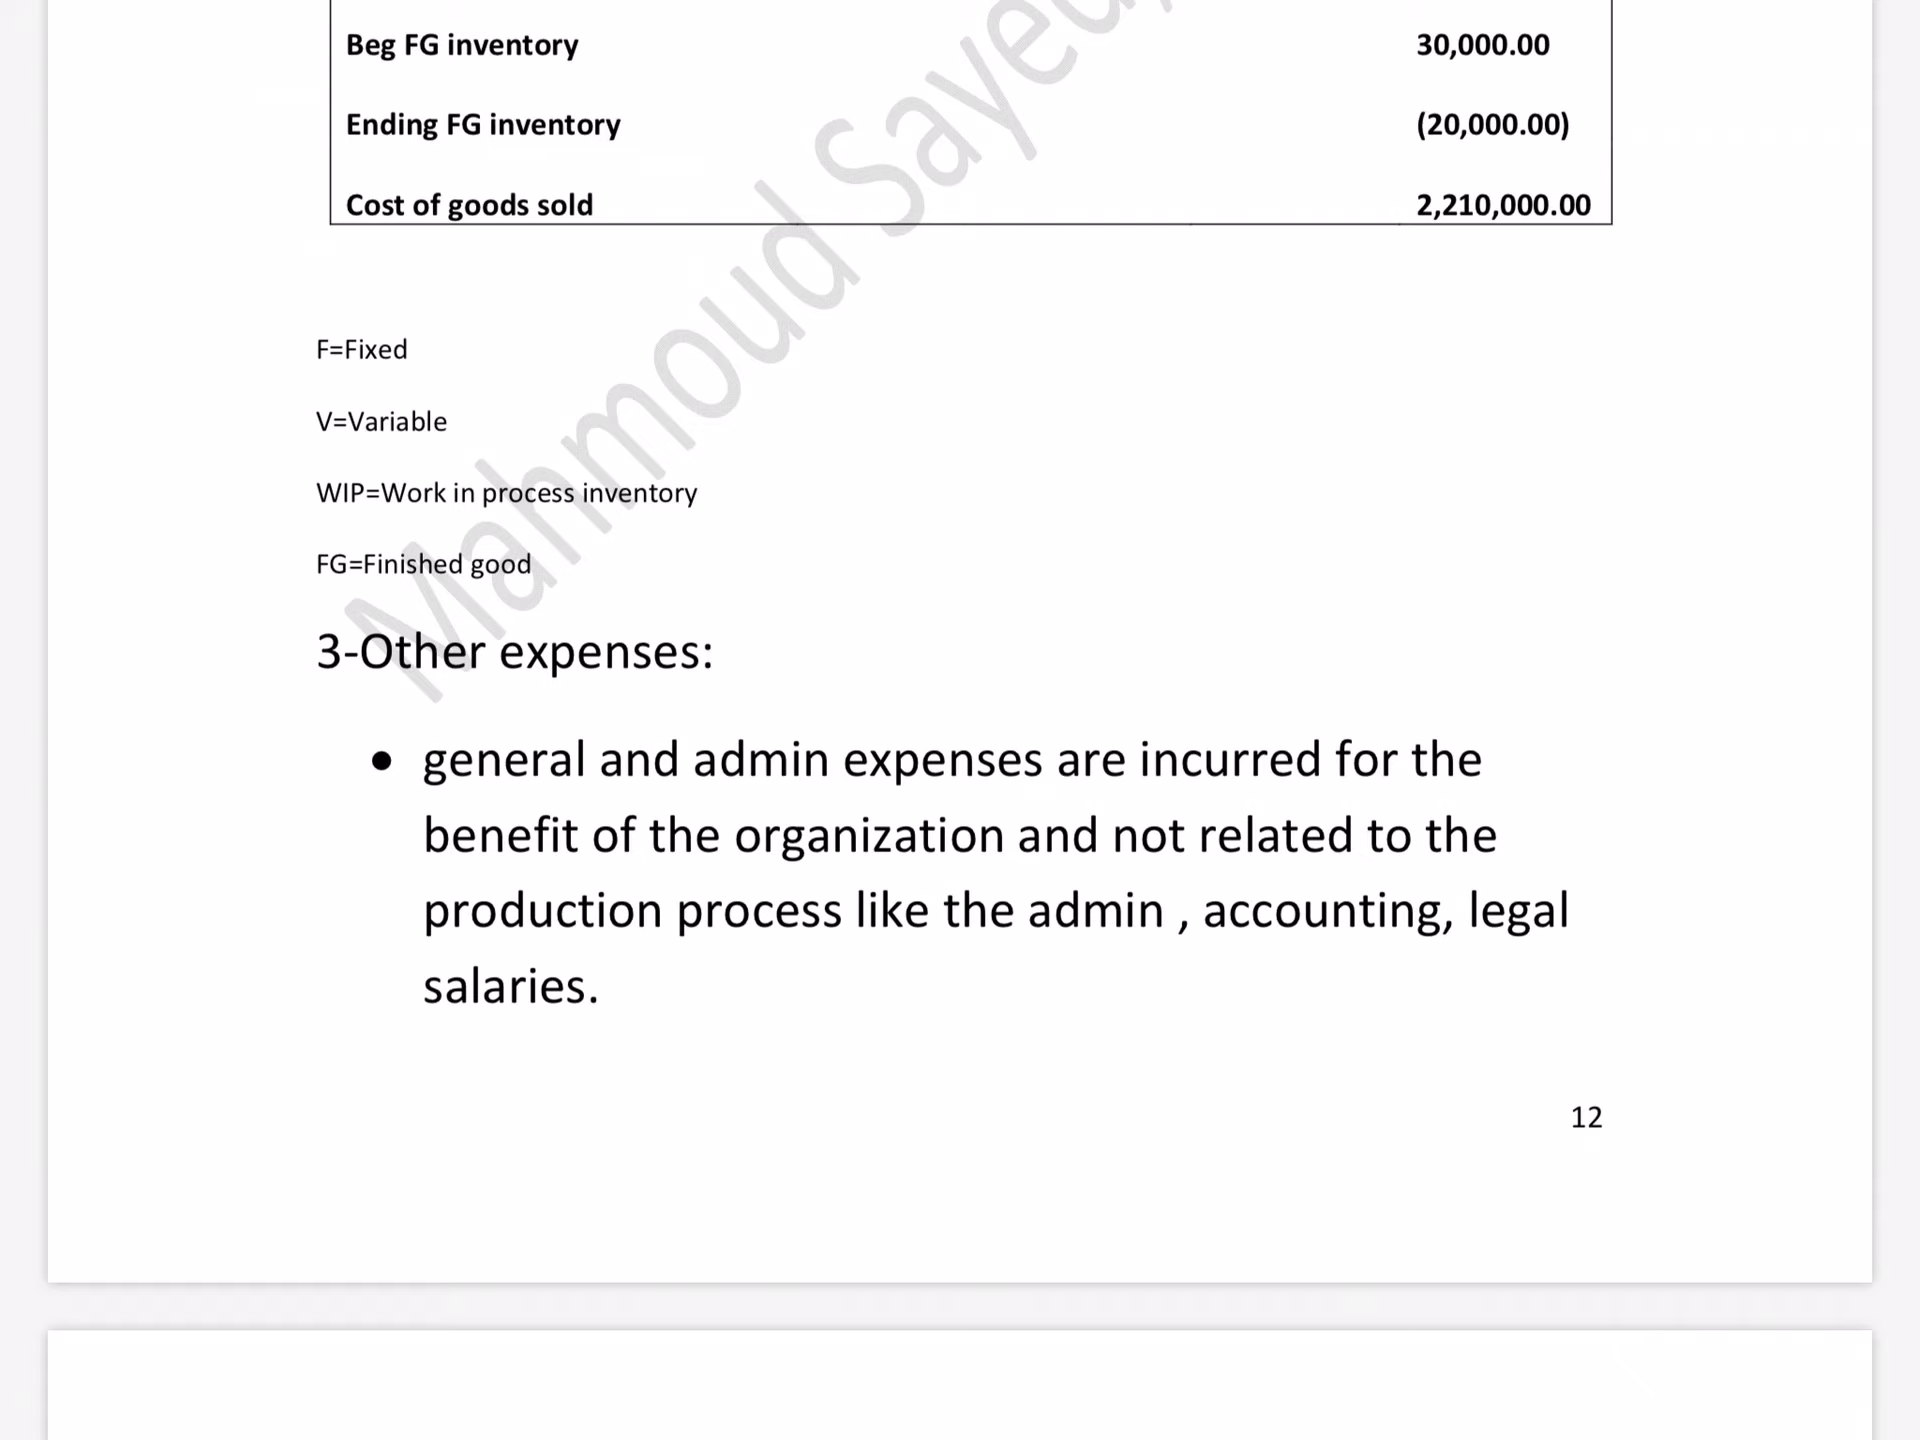 Beg FG inventory 30,000.00
Ending FG inventory (20,000.00)
Cost of goods sold 2,210,000.00
F=Fixed
V=Variable
WIP=Work in process inventory
FG=Finished good
3-Other expenses:
• general and admin expenses are incurred for the
benefit of the organization and not related to the
production process like the admin , accounting, legal
salaries.
12
Mahmoud